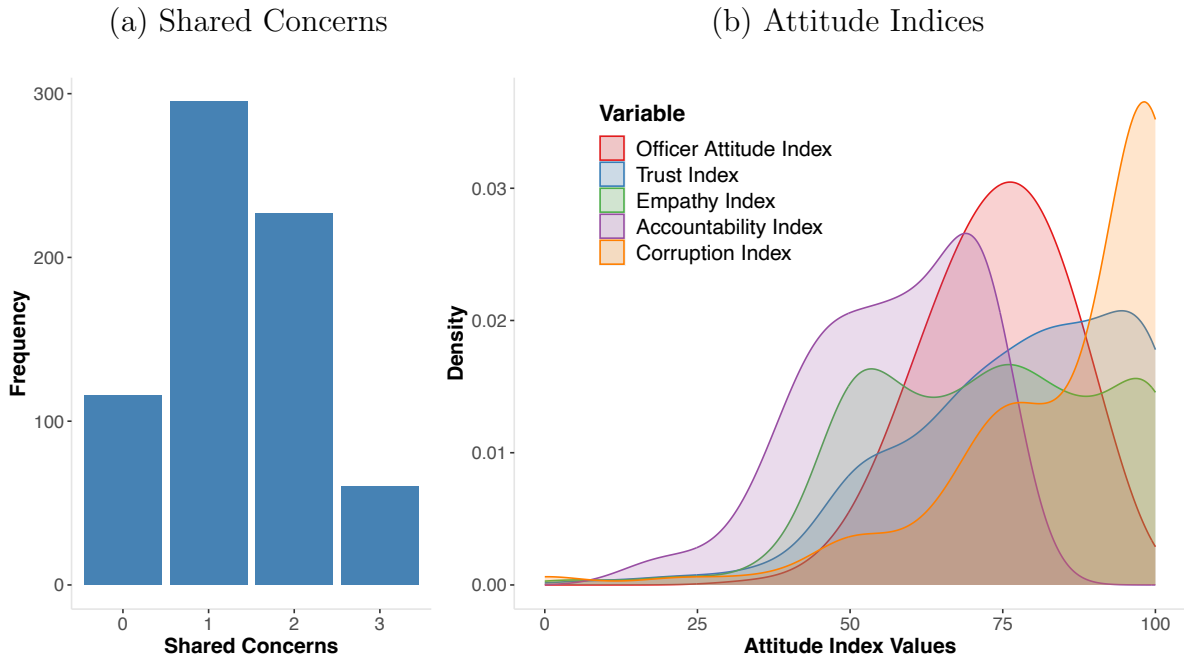 (a) Shared Concerns
300
200
100
0
Frequency
0 1 2 3
Shared Concerns
(b) Attitude Indices
Variable
Officer Attitude Index
Trust Index
Empathy Index
Accountability Index
Corruption Index
0.03
0.02
0.01
0.00
Density
0 25 50 75 100
Attitude Index Values